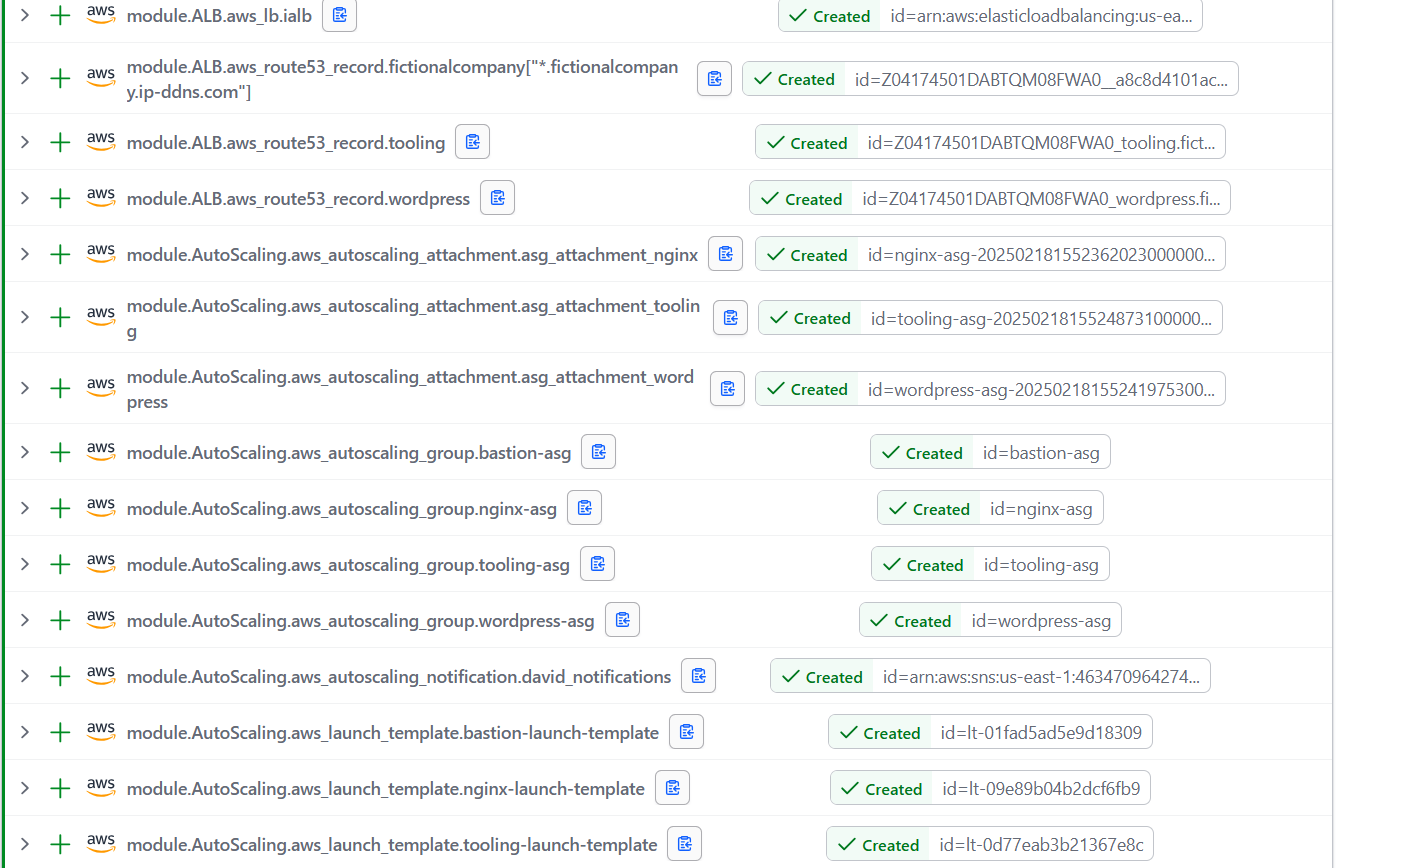 aws module.ALB.aws_lb.ialb Created id=arn:aws:elasticloadbalancing:us-ea...
aws module.ALB.aws_route53_record.fictionalcompany["*.fictionalcompan
y.ip-ddns.com"] Created id=Z04174501DABTQM08FWA0__a8c8d4101ac...
aws module.ALB.aws_route53_record.tooling Created id=Z04174501DABTQM08FWA0_tooling.fict...
aws module.ALB.aws_route53_record.wordpress Created id=Z04174501DABTQM08FWA0_wordpress.fi...
aws module.AutoScaling.aws_autoscaling_attachment.asg_attachment_nginx Created id=nginx-asg-202502181552362023000000...
aws module.AutoScaling.aws_autoscaling_attachment.asg_attachment_toolin
g Created id=tooling-asg-2025021815524873100000...
aws module.AutoScaling.aws_autoscaling_attachment.asg_attachment_word
press Created id=wordpress-asg-20250218155241975300...
aws module.AutoScaling.aws_autoscaling_group.bastion-asg Created id=bastion-asg
aws module.AutoScaling.aws_autoscaling_group.nginx-asg Created id=nginx-asg
aws module.AutoScaling.aws_autoscaling_group.tooling-asg Created id=tooling-asg
aws module.AutoScaling.aws_autoscaling_group.wordpress-asg Created id=wordpress-asg
aws module.AutoScaling.aws_autoscaling_notification.david_notifications Created id=arn:aws:sns:us-east-1:463470964274...
aws module.AutoScaling.aws_launch_template.bastion-launch-template Created id=lt-01fad5ad5e9d18309
aws module.AutoScaling.aws_launch_template.nginx-launch-template Created id=lt-09e89b04b2dcf6fb9
aws module.AutoScaling.aws_launch_template.tooling-launch-template Created id=lt-0d77eab3b21367e8c